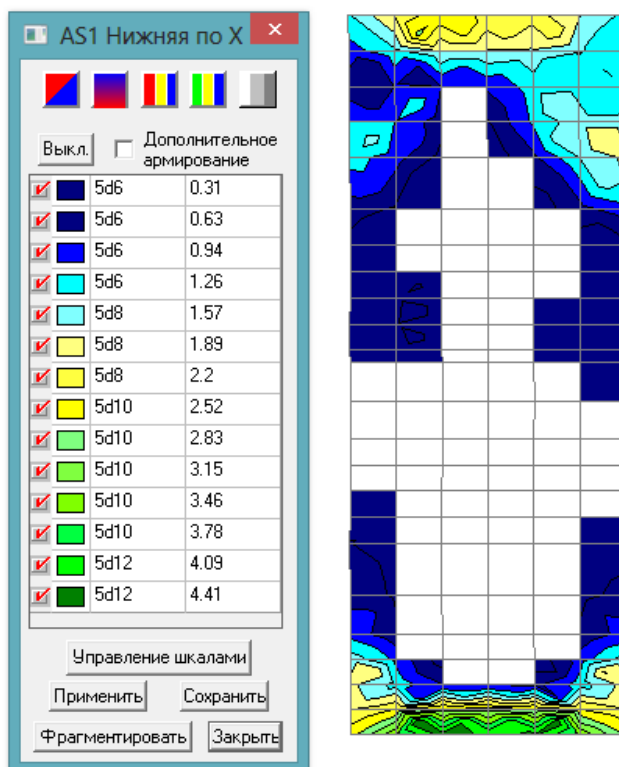 AS1 Нижняя по X
Выкл.
Дополнительное
армирование
5d6 0.31
5d6 0.63
5d6 0.94
5d6 1.26
5d8 1.57
5d8 1.89
5d8 2.2
5d10 2.52
5d10 2.83
5d10 3.15
5d10 3.46
5d10 3.78
5d12 4.09
5d12 4.41
Управление шкалами
Применить Сохранить
Фрагментировать Закрыть